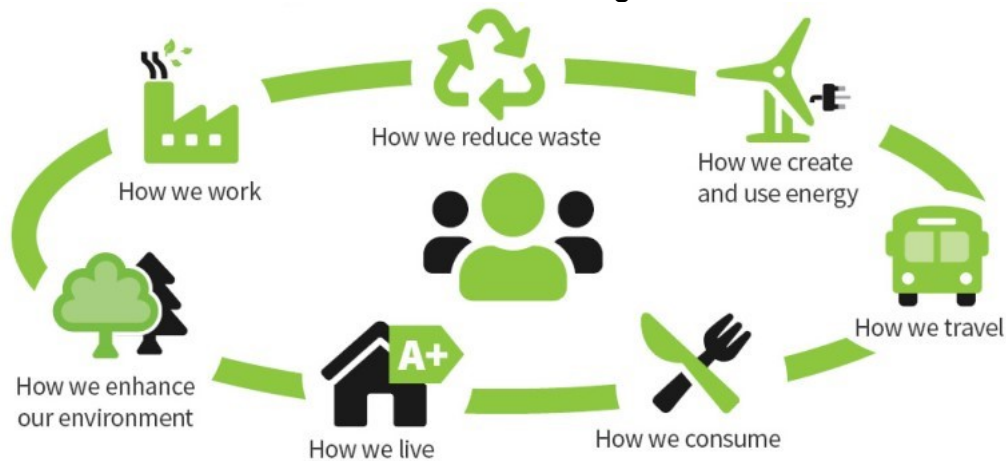 How we reduce waste
How we create
and use energy
How we work
How we travel
How we enhance
our environment
A+
How we live
How we consume